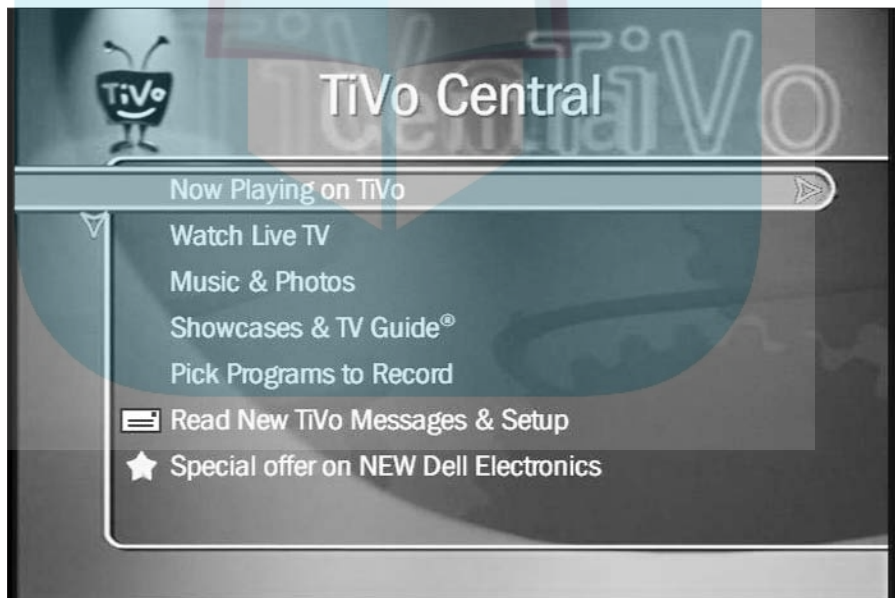 TiVo
TiVo Central
Now Playing on TiVo
Watch Live TV
Music & Photos
Showcases & TV Guide®
Pick Programs to Record
Read New TiVo Messages & Setup
Special offer on NEW Dell Electronics